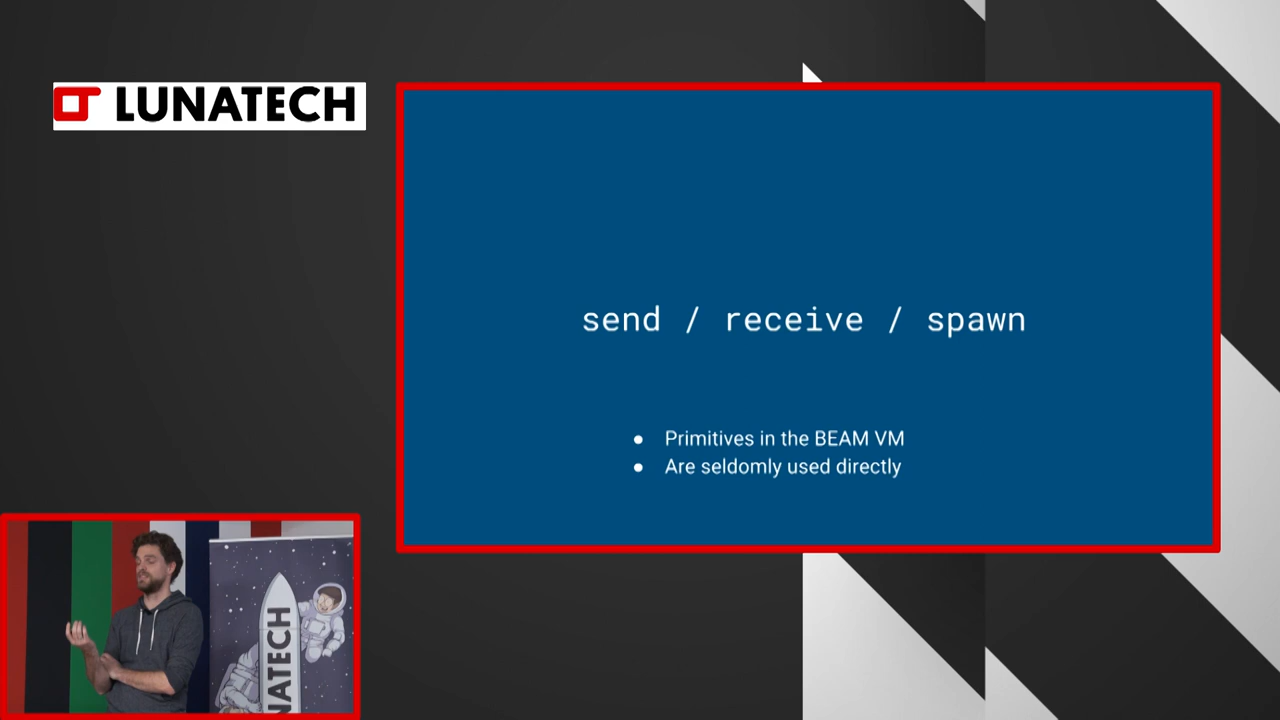 LUNATECH
send / receive / spawn
● Primitives in the BEAM VM
● Are seldomly used directly
NATECH